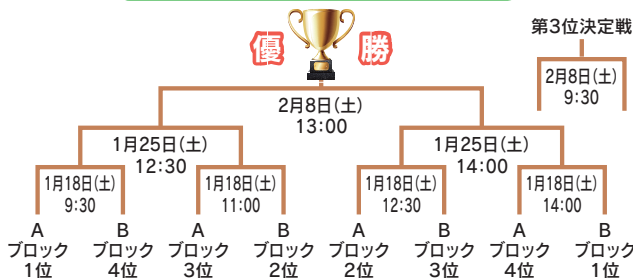 優勝
第3位決定戦
2月8日(土)
9:30
2月8日(土)
13:00
1月25日(土)
12:30
1月25日(土)
14:00
1月18日(土)
9:30
1月18日(土)
11:00
1月18日(土)
12:30
1月18日(土)
14:00
A
ブロック
1位
B
ブロック
4位
A
ブロック
3位
B
ブロック
2位
A
ブロック
2位
B
ブロック
3位
A
ブロック
4位
B
ブロック
1位